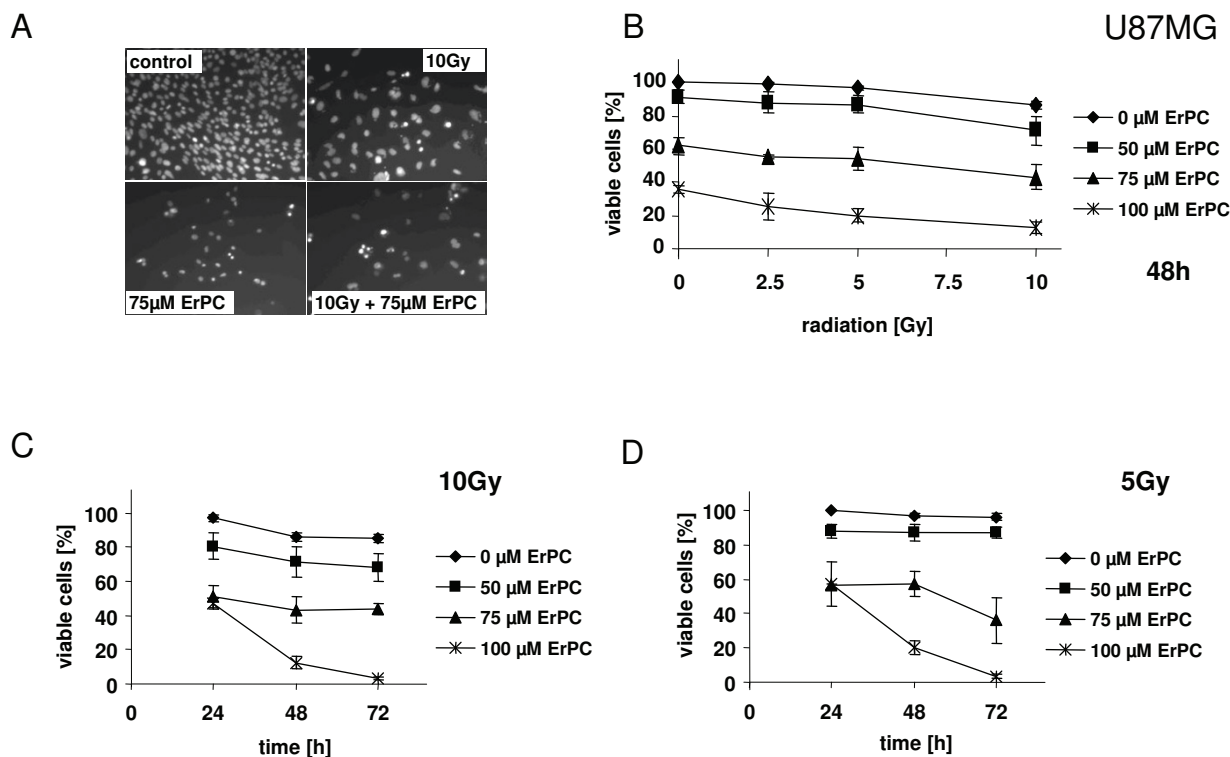 A
control
10Gy
75µM ErPC
10Gy + 75µM ErPC
B
U87MG
viable cells [%]
100
80
60
40
20
0
0
2.5
5
7.5
10
radiation [Gy]
0 µM ErPC
50 µM ErPC
75 µM ErPC
100 µM ErPC
48h
C
10Gy
viable cells [%]
100
80
60
40
20
0
0
24
48
72
time [h]
0 µM ErPC
50 µM ErPC
75 µM ErPC
100 µM ErPC
D
5Gy
viable cells [%]
100
80
60
40
20
0
0
24
48
72
time [h]
0 µM ErPC
50 µM ErPC
75 µM ErPC
100 µM ErPC